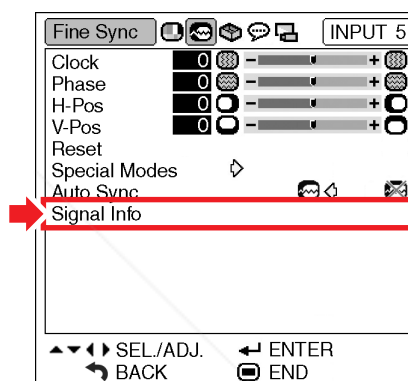 Fine Sync INPUT 5
Clock 0 - +
Phase 0 - +
H-Pos 0 - +
V-Pos 0 - +
Reset
Special Modes
Auto Sync
Signal Info
SEL./ADJ. ENTER
BACK END